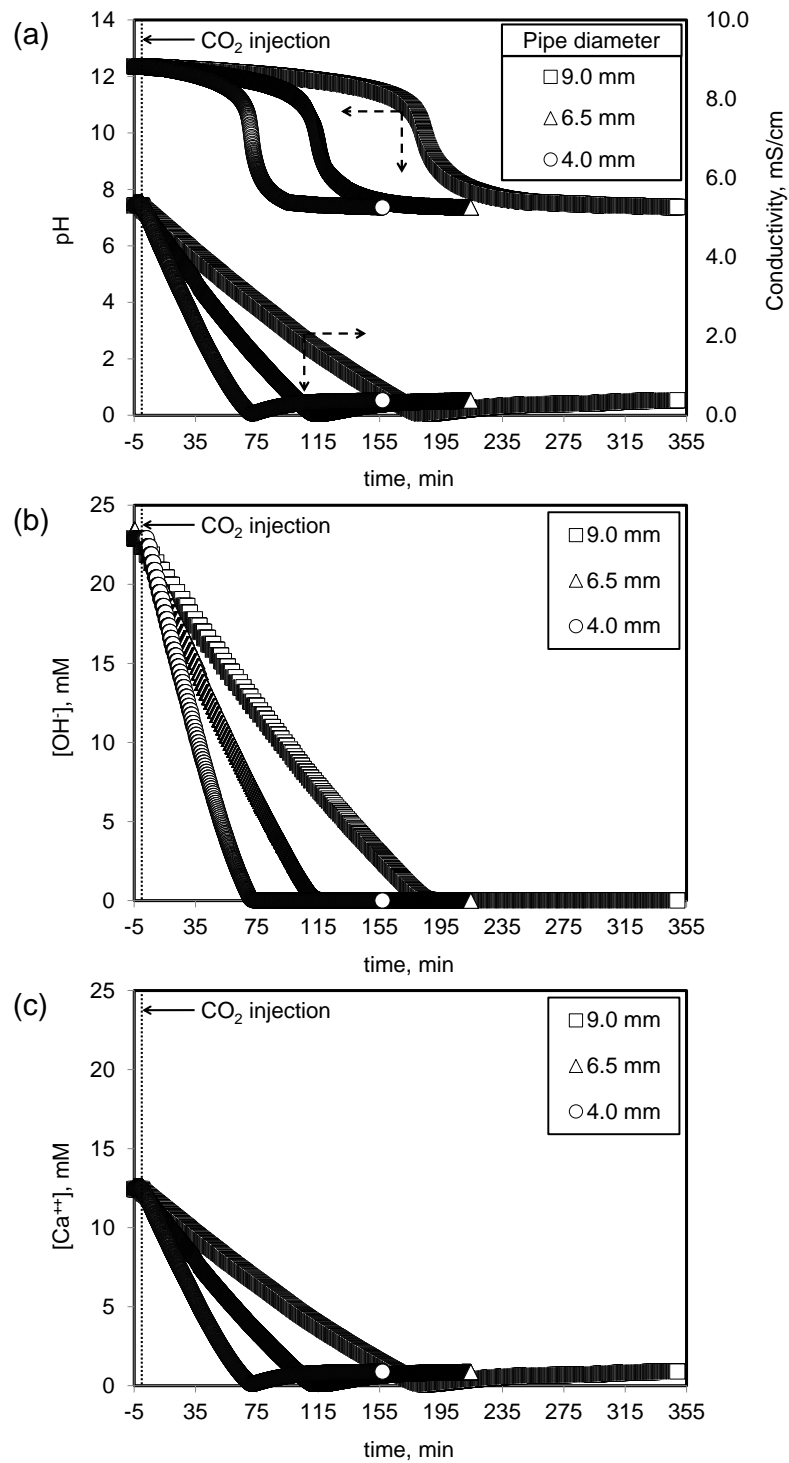 (a)
CO₂ injection
Pipe diameter
9.0 mm
6.5 mm
4.0 mm
14
12
10
8
6
4
2
0
pH
10.0
8.0
6.0
4.0
2.0
0.0
Conductivity, mS/cm
-5 35 75 115 155 195 235 275 315 355
time, min
(b)
CO₂ injection
9.0 mm
6.5 mm
4.0 mm
25
20
15
10
5
0
[OH⁻], mM
-5 35 75 115 155 195 235 275 315 355
time, min
(c)
CO₂ injection
9.0 mm
6.5 mm
4.0 mm
25
20
15
10
5
0
[Ca⁺⁺], mM
-5 35 75 115 155 195 235 275 315 355
time, min